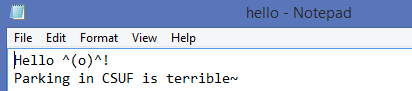 hello - Notepad
File Edit Format View Help
Hello ^(o)^!
Parking in CSUF is terrible~